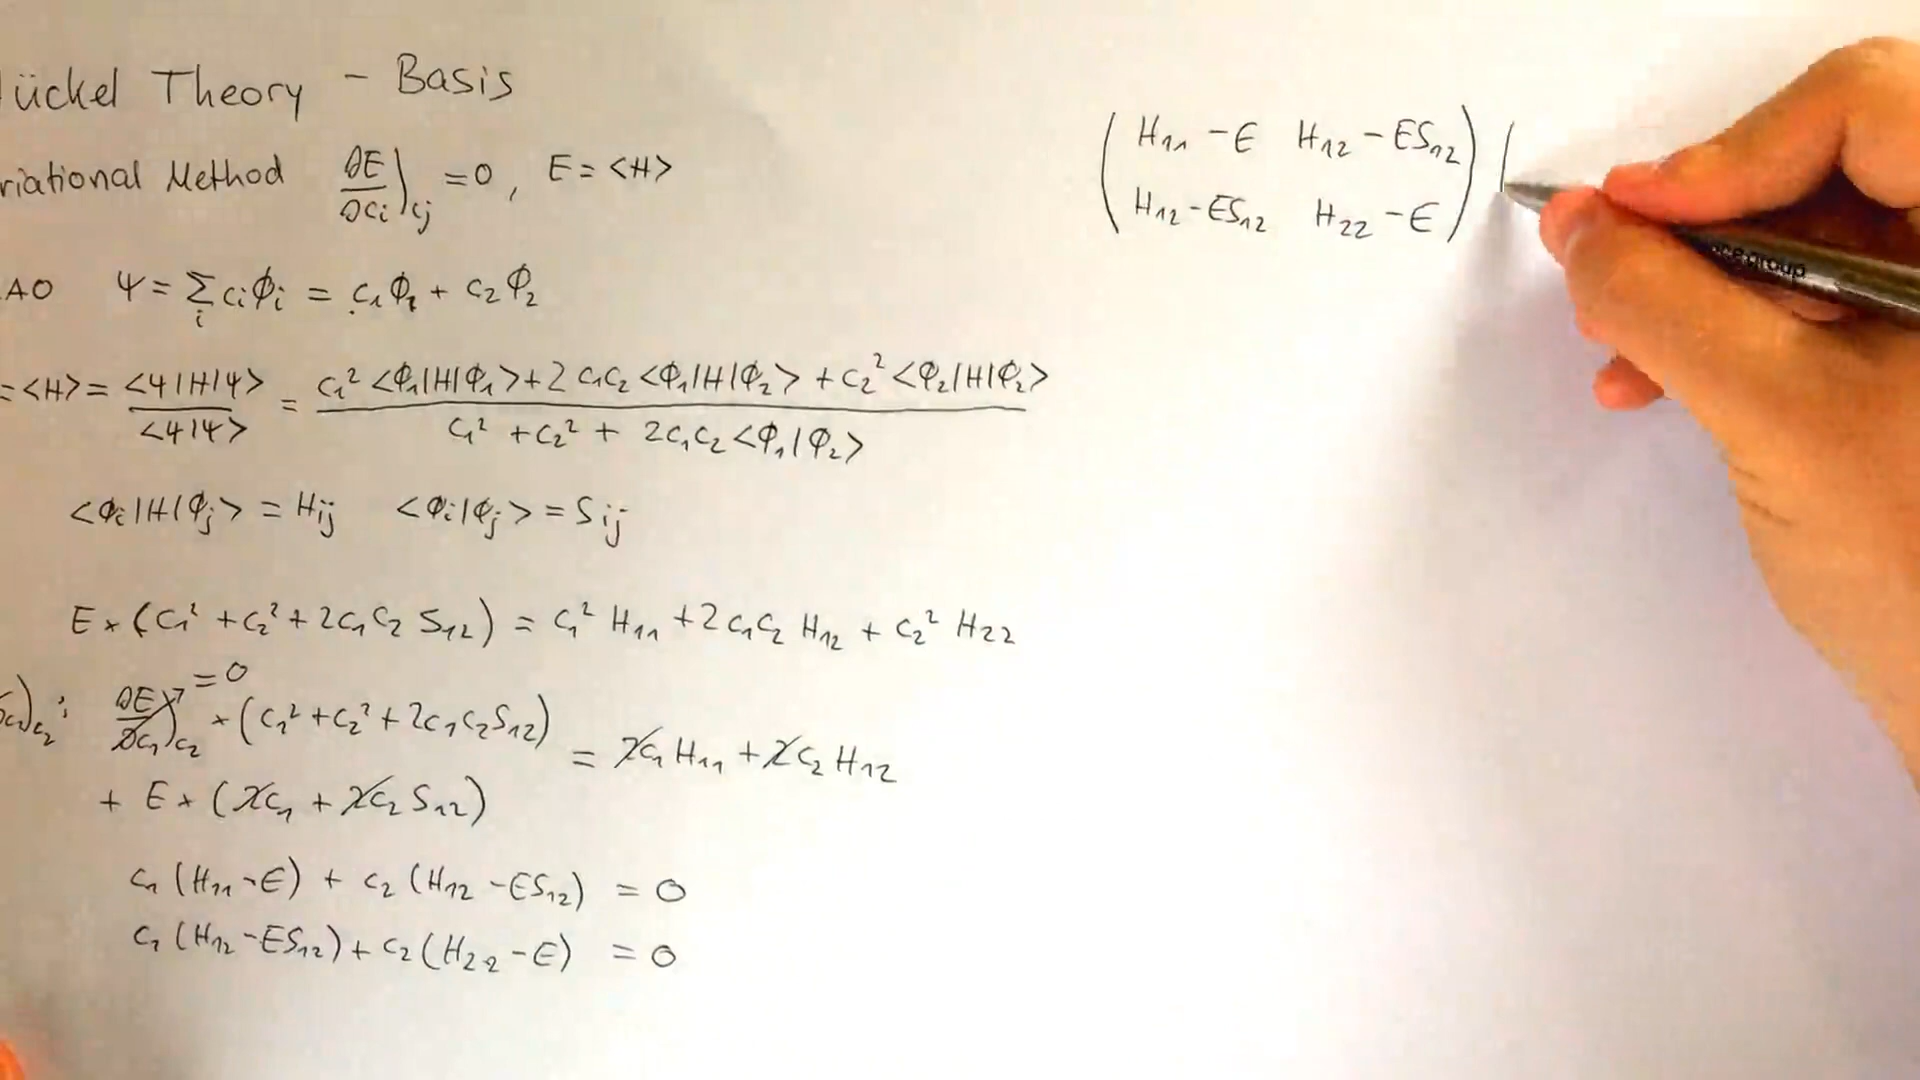 ückel Theory - Basis
riational Method ∂E/∂ci)cj = 0, E = <H>
AO Ψ = Σi ciΦi = c1Φ1 + c2Φ2
= <H> = <Ψ|H|Ψ>/<Ψ|Ψ> = c1² <Φ1|H|Φ1> + 2 c1c2 <Φ1|H|Φ2> + c2² <Φ2|H|Φ2> / c1² + c2² + 2c1c2 <Φ1|Φ2>
<Φi|H|Φj> = Hij <Φi|Φj> = Sij
E * (c1² + c2² + 2c1c2 S12) = c1² H11 + 2c1c2 H12 + c2² H22
)c2: ∂E/∂c1)c2 = 0 * (c1² + c2² + 2c1c2S12)
+ E * (2c1 + 2c2 S12) = 2c1 H11 + 2c2 H12
c1 (H11 - E) + c2 (H12 - ES12) = 0
c1 (H12 - ES12) + c2 (H22 - E) = 0
( H11 - E H12 - ES12 ) (
( H12 - ES12 H22 - E )